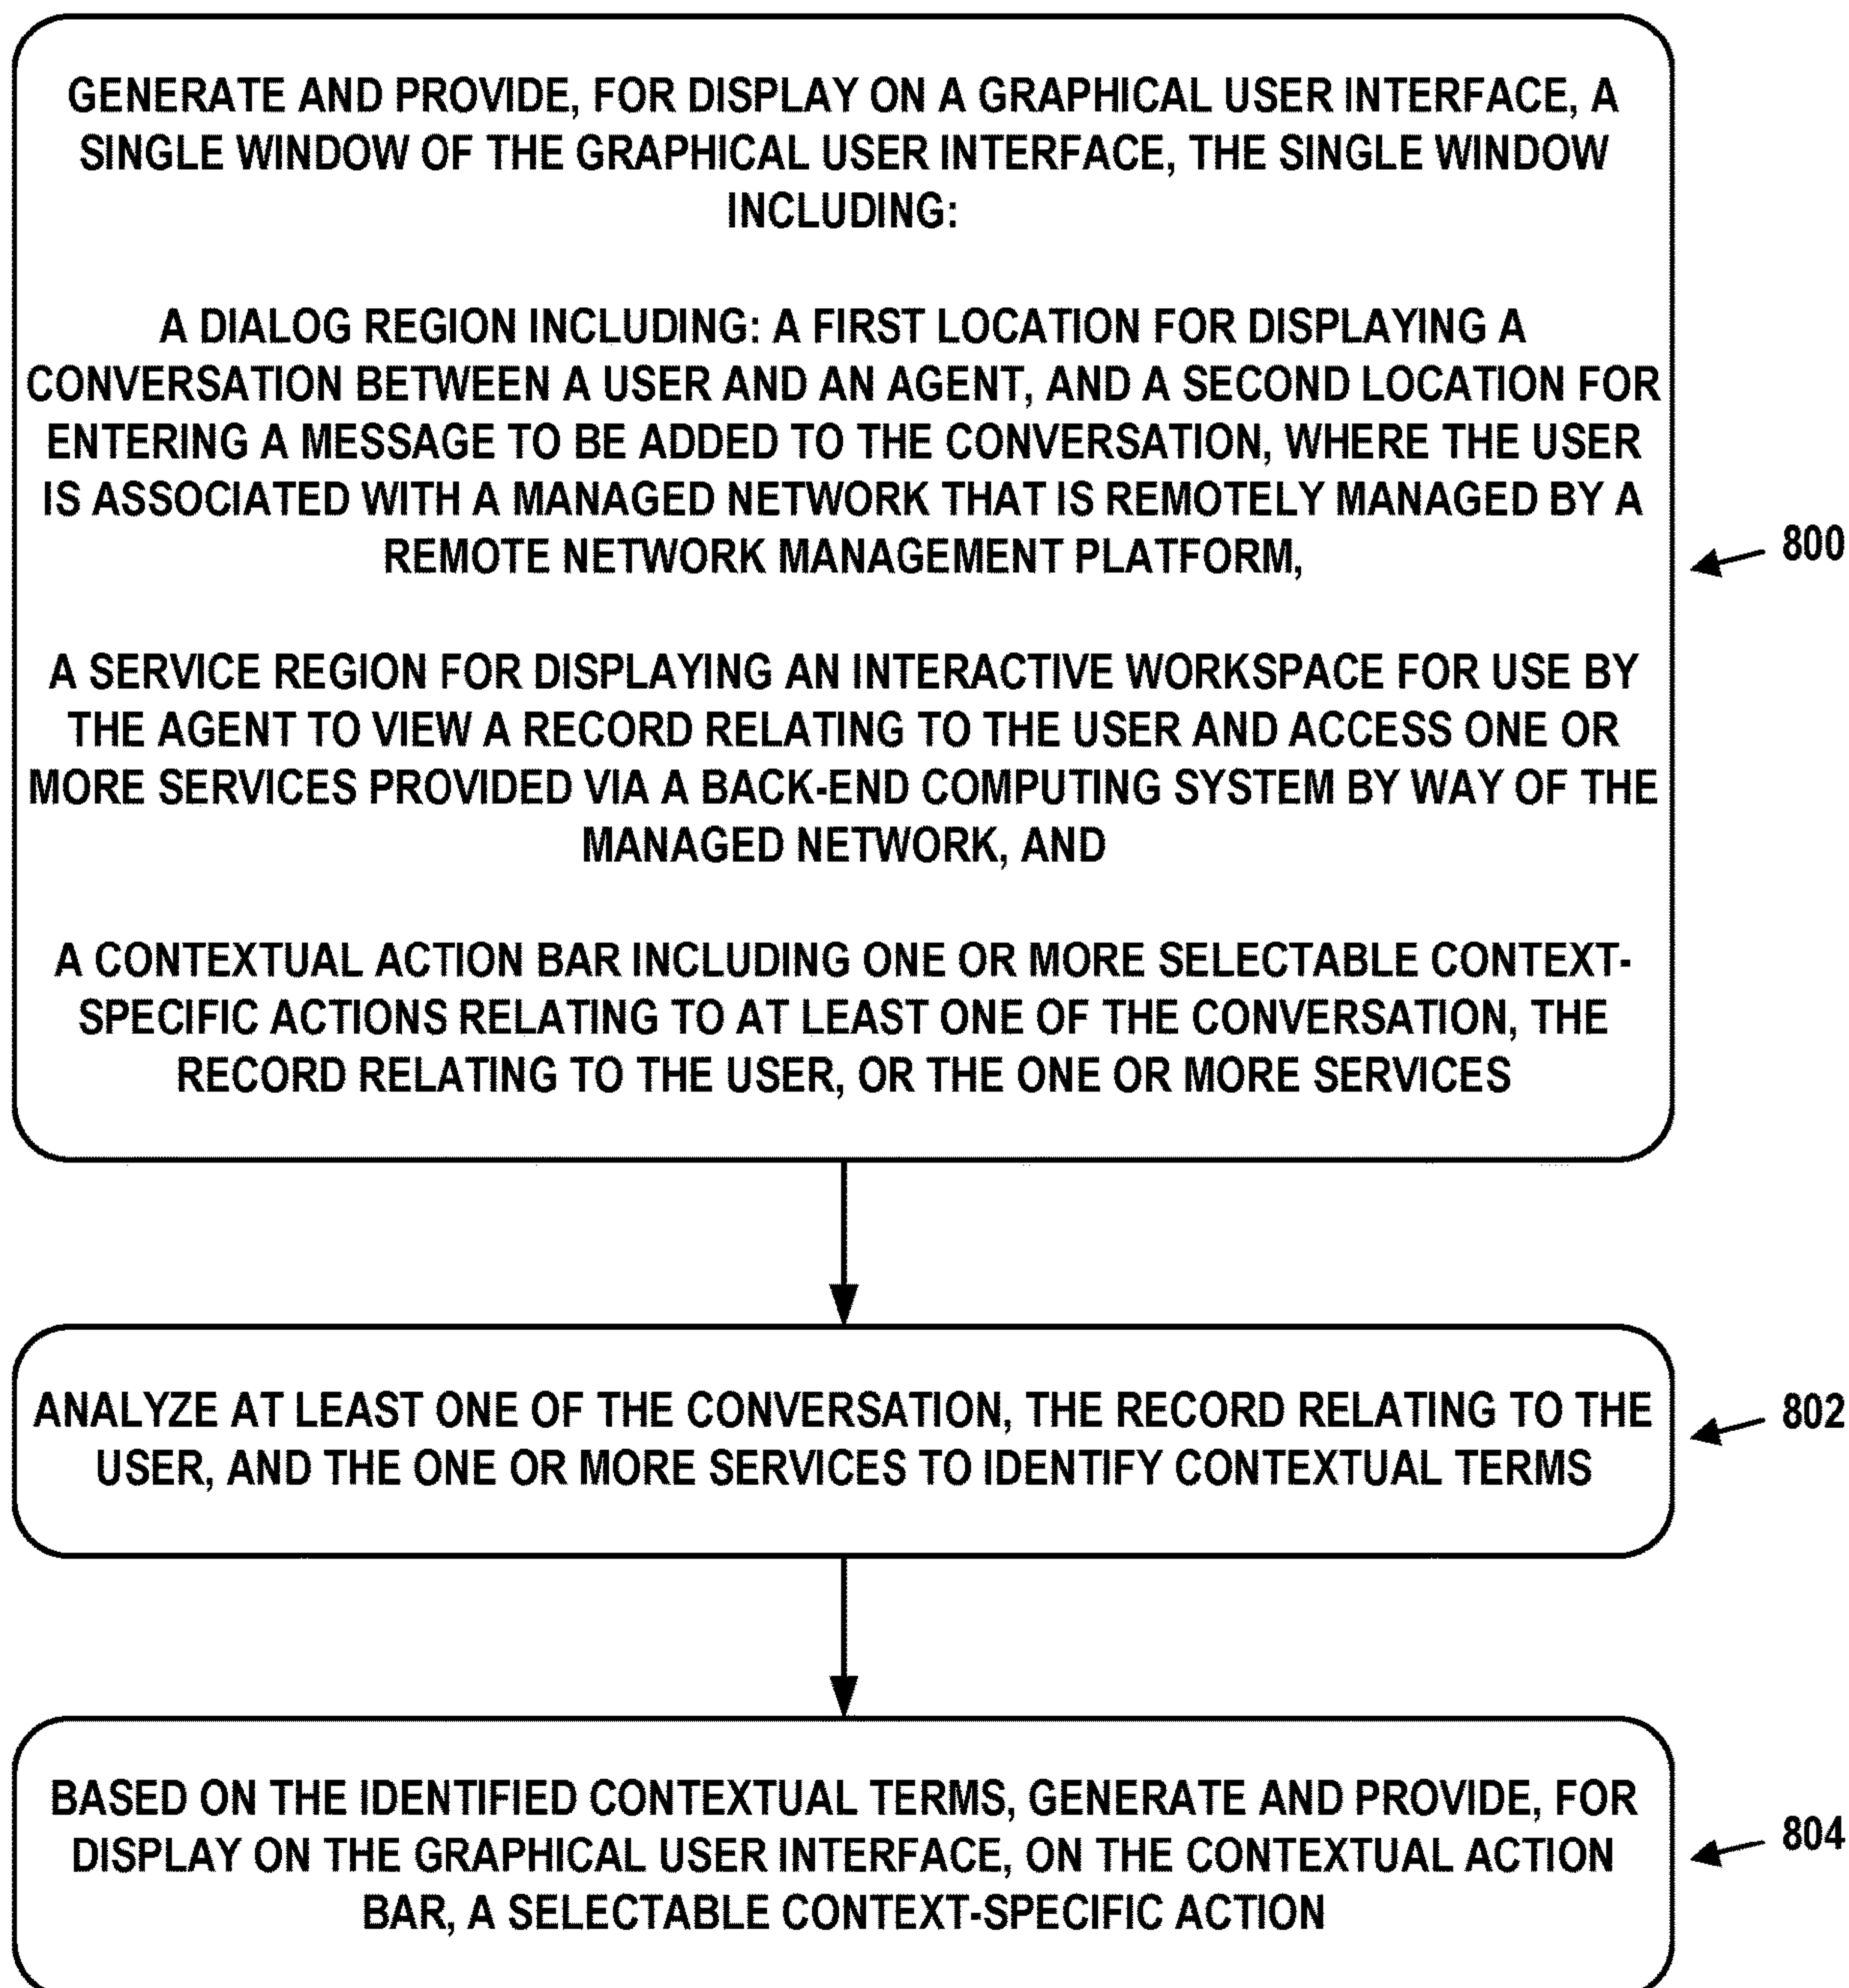 GENERATE AND PROVIDE, FOR DISPLAY ON A GRAPHICAL USER INTERFACE, A
SINGLE WINDOW OF THE GRAPHICAL USER INTERFACE, THE SINGLE WINDOW
INCLUDING:
A DIALOG REGION INCLUDING: A FIRST LOCATION FOR DISPLAYING A
CONVERSATION BETWEEN A USER AND AN AGENT, AND A SECOND LOCATION FOR
ENTERING A MESSAGE TO BE ADDED TO THE CONVERSATION, WHERE THE USER
IS ASSOCIATED WITH A MANAGED NETWORK THAT IS REMOTELY MANAGED BY A
REMOTE NETWORK MANAGEMENT PLATFORM,
A SERVICE REGION FOR DISPLAYING AN INTERACTIVE WORKSPACE FOR USE BY
THE AGENT TO VIEW A RECORD RELATING TO THE USER AND ACCESS ONE OR
MORE SERVICES PROVIDED VIA A BACK-END COMPUTING SYSTEM BY WAY OF THE
MANAGED NETWORK, AND
A CONTEXTUAL ACTION BAR INCLUDING ONE OR MORE SELECTABLE CONTEXT-
SPECIFIC ACTIONS RELATING TO AT LEAST ONE OF THE CONVERSATION, THE
RECORD RELATING TO THE USER, OR THE ONE OR MORE SERVICES
800
ANALYZE AT LEAST ONE OF THE CONVERSATION, THE RECORD RELATING TO THE
USER, AND THE ONE OR MORE SERVICES TO IDENTIFY CONTEXTUAL TERMS
802
BASED ON THE IDENTIFIED CONTEXTUAL TERMS, GENERATE AND PROVIDE, FOR
DISPLAY ON THE GRAPHICAL USER INTERFACE, ON THE CONTEXTUAL ACTION
BAR, A SELECTABLE CONTEXT-SPECIFIC ACTION
804